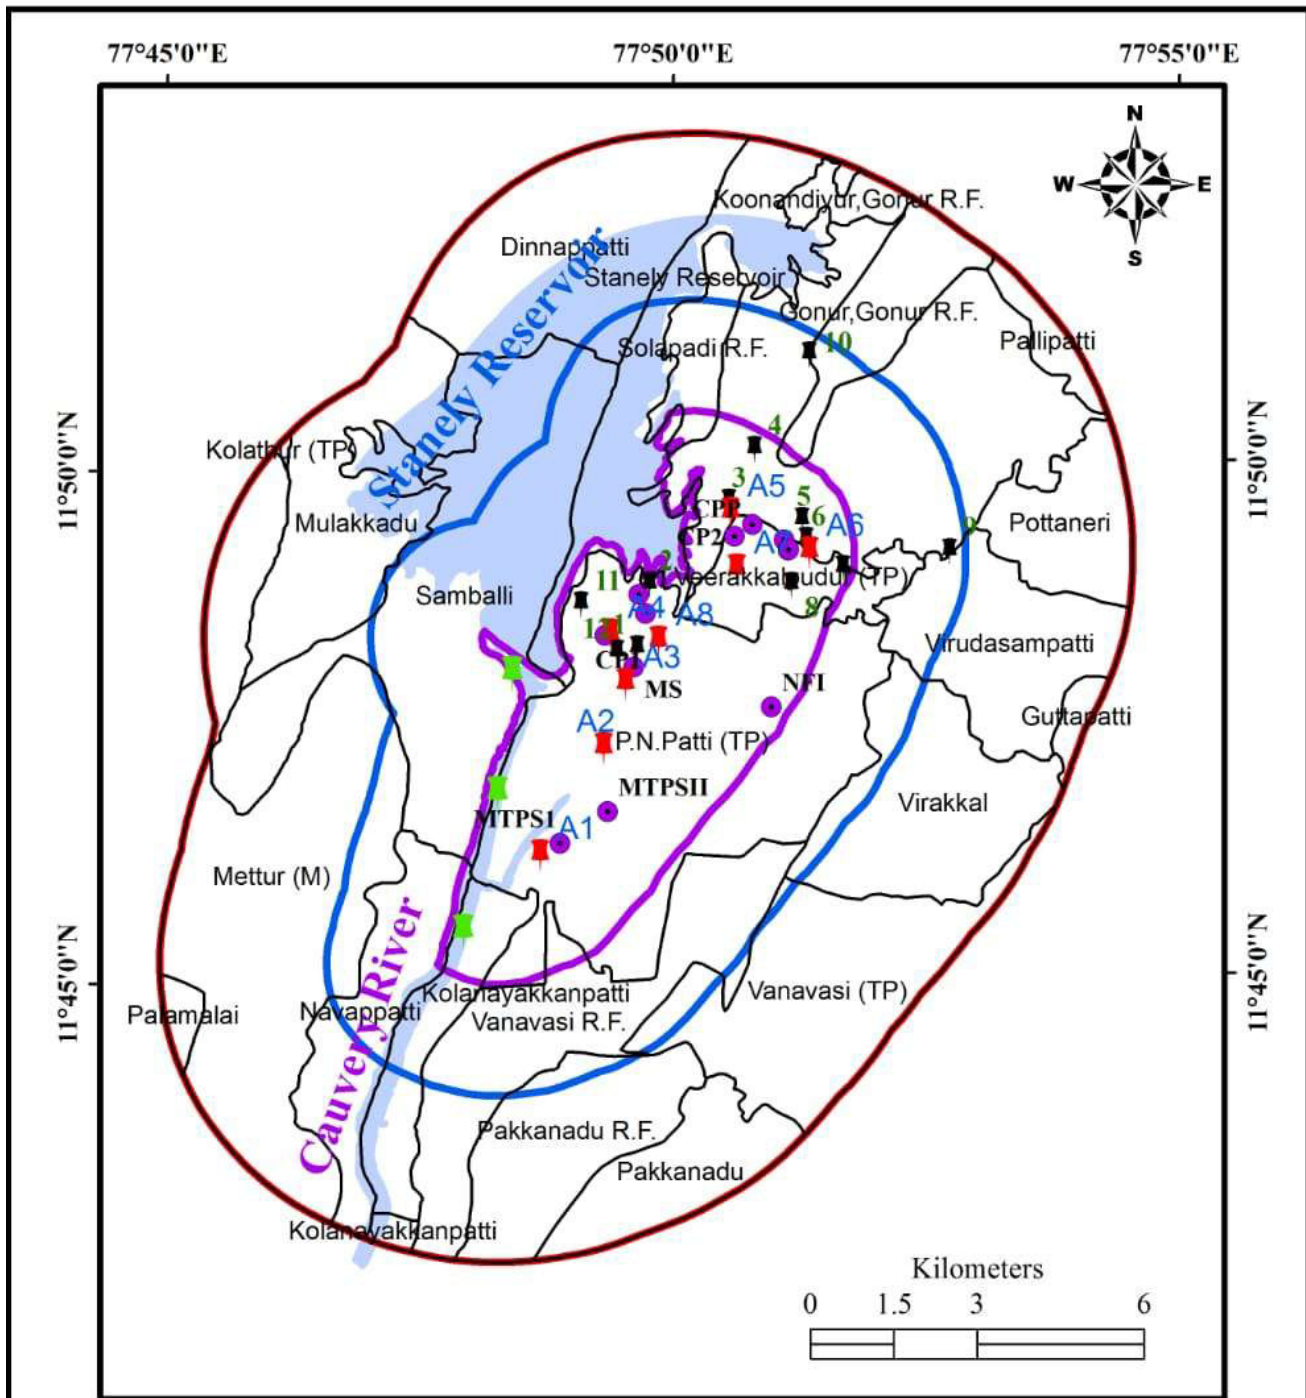 77°45'0"E
77°50'0"E
77°55'0"E
N
W
E
S
Koonandiyur,Gonur R.F.
Dinnappatti
Stanely Reservoir
Stanely Reservoir
Gonur,Gonur R.F.
10
Solapadi R.F.
Pallipatti
4
Kolathur (TP)
11°50'0"N
11°50'0"N
3
A5
CPP
5
6
A6
Mulakkadu
9
Pottaneri
CP2
A7
2
Veerakkalpudur (TP)
11
8
Samballi
A4
A8
12
1
Virudasampatti
CP1
A3
MS
NFI
Guttapatti
A2
P.N.Patti (TP)
MTPSII
Virakkal
MTPS1
A1
Mettur (M)
Cauvery River
11°45'0"N
11°45'0"N
Kolanayakkanpatti
Vanavasi (TP)
Palamalai
Navappatti
Vanavasi R.F.
Pakkanadu R.F.
Pakkanadu
Kolanayakkanpatti
Kilometers
0 1.5 3 6